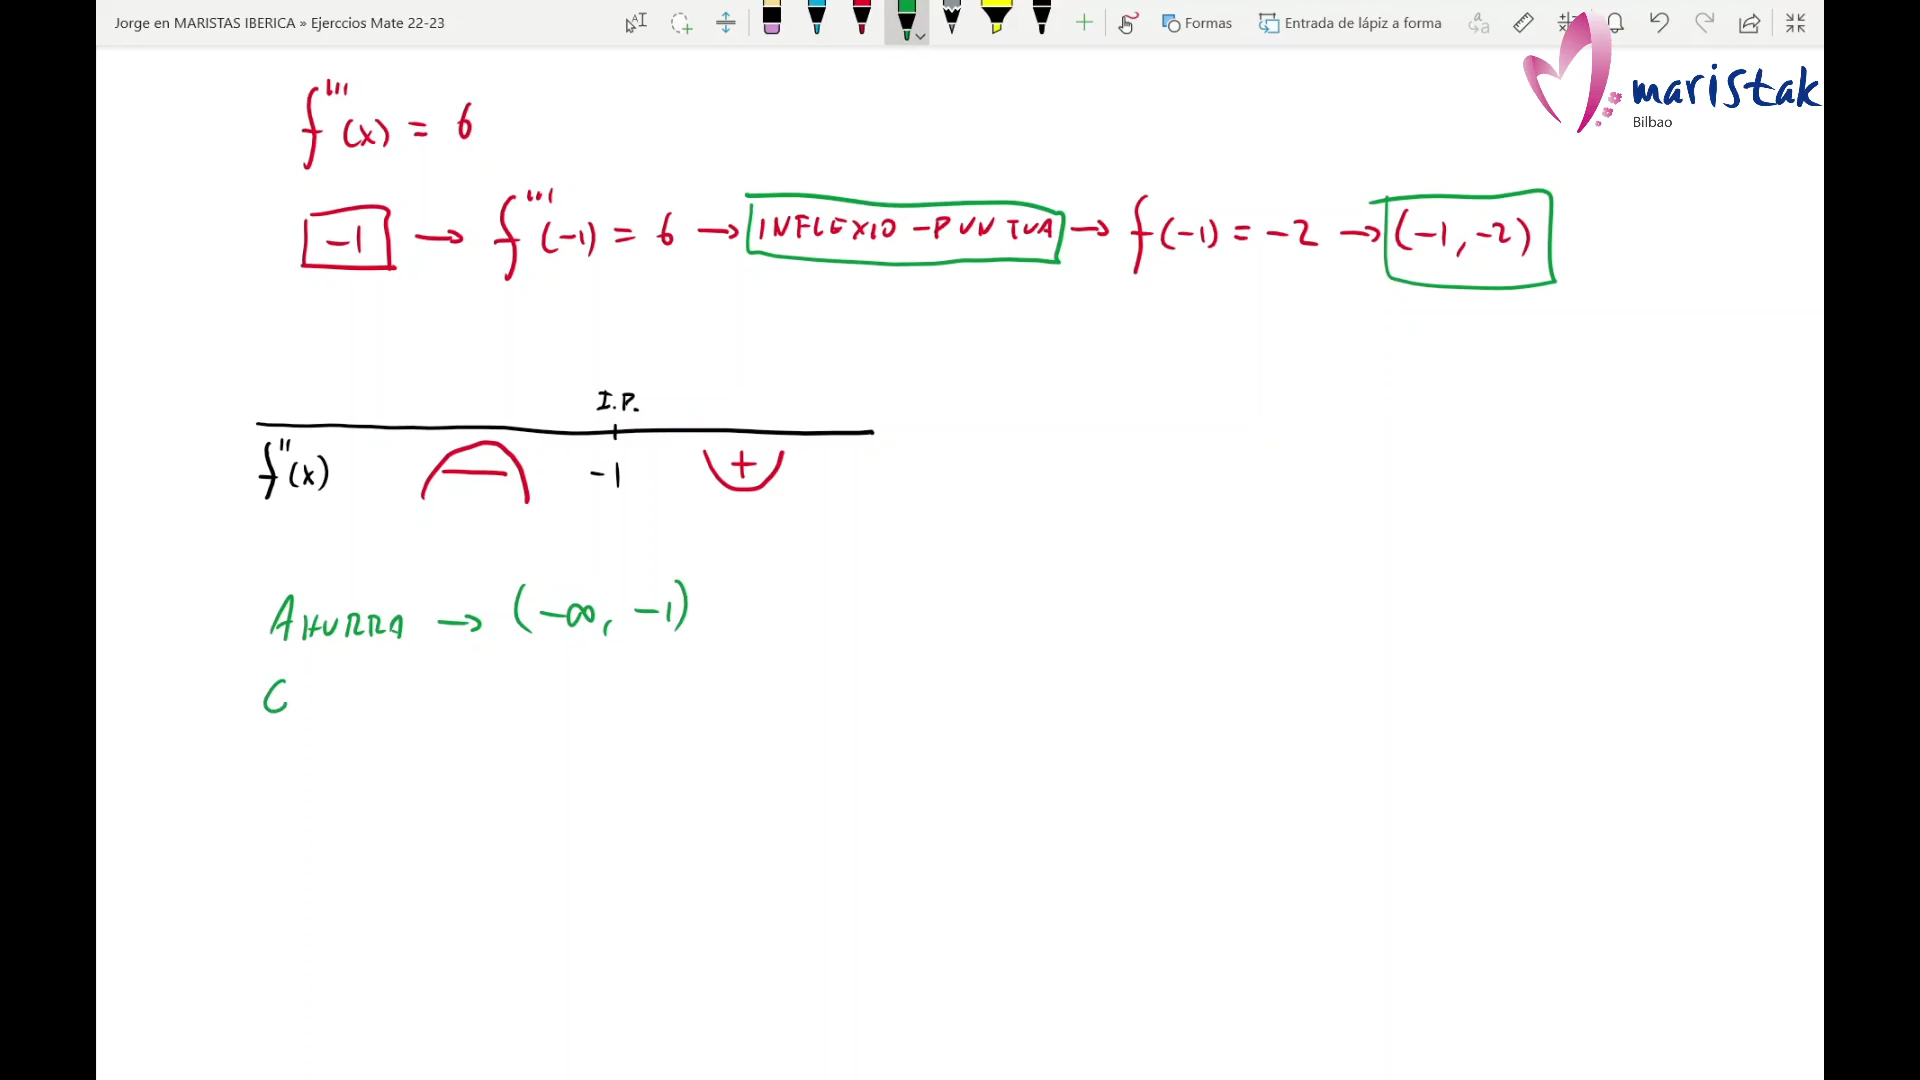 Jorge en MARISTAS IBERICA » Ejerccios Mate 22-23
Formas
Entrada de lápiz a forma
maristak
Bilbao
f'''(x) = 6
-1 → f'''(-1) = 6 → INFLEXIO-PUNTUA → f(-1) = -2 → (-1, -2)
I.P.
f''(x) − -1 +
AHURRA → (-∞, -1)
C